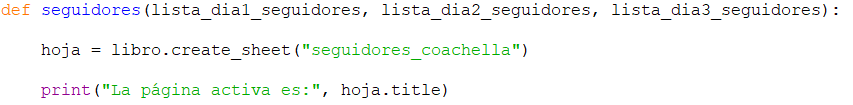 def seguidores(lista_dia1_seguidores, lista_dia2_seguidores, lista_dia3_seguidores):
hoja = libro.create_sheet("seguidores_coachella")
print("La página activa es:", hoja.title)